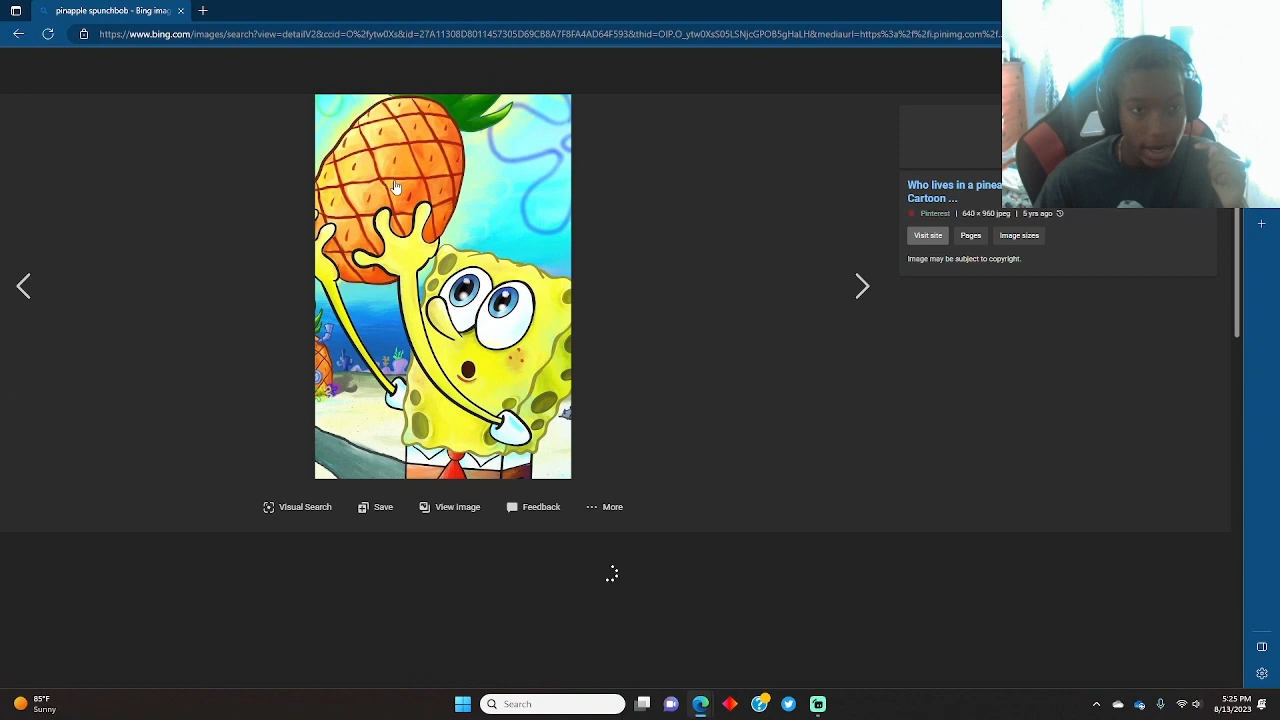 pinapple spunchbob - Bing imag
https://www.bing.com/images/search?view=detailV2&ccid=O%2fytw0Xs&id=27A11308D8011457305D69CB8A7F8FA4AD64F593&thid=OIP.O_ytw0XsS05LSNjcGPOB5gHaLH&mediaurl=https%3a%2f%2fi.pinimg.com%2f...
Who lives in a pinea
Cartoon ...
Pinterest | 640 × 960 jpeg | 5 yrs ago
Visit site Pages Image sizes
Image may be subject to copyright.
Visual Search Save View Image Feedback ... More
85°F
Sunny
Search
5:25 PM
8/13/2023